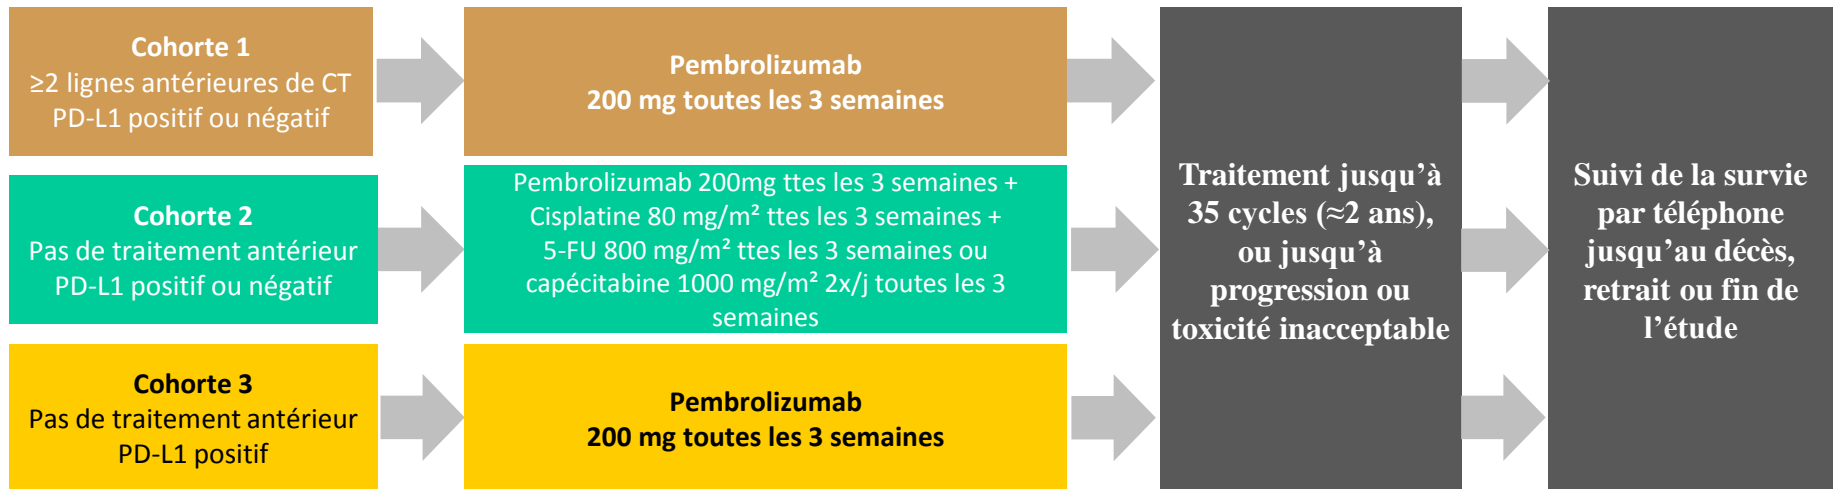 Cohorte 1
≥2 lignes antérieures de CT
PD-L1 positif ou négatif
Pembrolizumab
200 mg toutes les 3 semaines
Cohorte 2
Pas de traitement antérieur
PD-L1 positif ou négatif
Pembrolizumab 200mg ttes les 3 semaines +
Cisplatine 80 mg/m² ttes les 3 semaines +
5-FU 800 mg/m² ttes les 3 semaines ou
capécitabine 1000 mg/m² 2x/j toutes les 3
semaines
Cohorte 3
Pas de traitement antérieur
PD-L1 positif
Pembrolizumab
200 mg toutes les 3 semaines
Traitement jusqu’à
35 cycles (≈2 ans),
ou jusqu’à
progression ou
toxicité inacceptable
Suivi de la survie
par téléphone
jusqu’au décès,
retrait ou fin de
l’étude